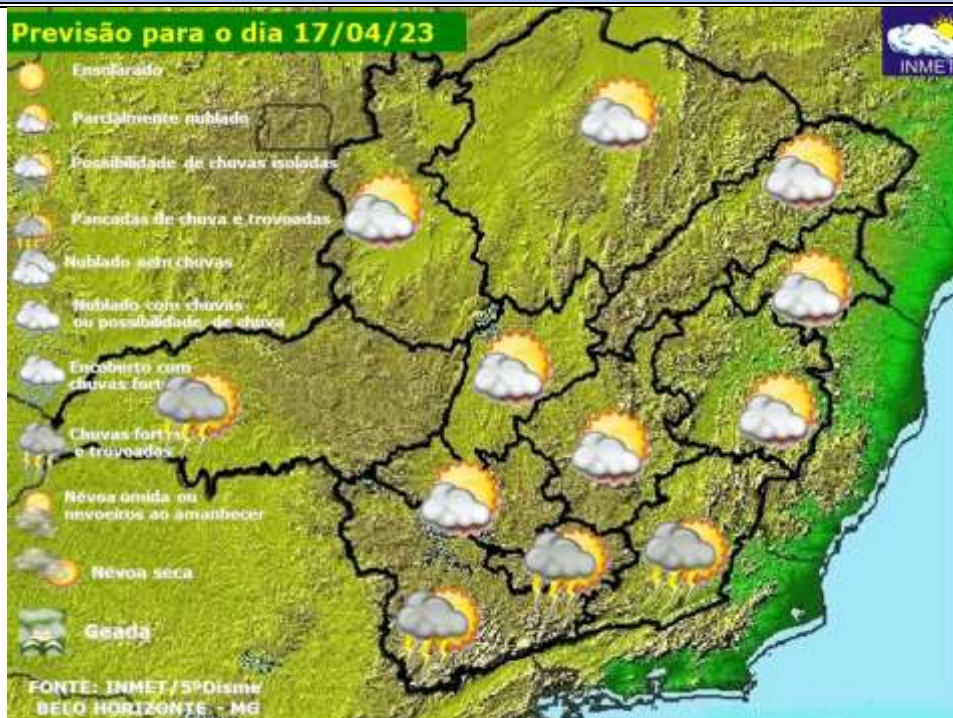 Previsão para o dia 17/04/23
INMET
Ensolarado
Parcialmente nublado
Possibilidade de chuvas isoladas
Pancadas de chuva e trovoadas
Nublado sem chuvas
Nublado com chuvas
ou possibilidade de chuva
Encoberto com
chuvas fort
Chuvas fortes
e trovoadas
Névoa úmida ou
nevoeiros ao amanhecer
Névoa seca
Geada
FONTE: INMET/5ºDisme
BELO HORIZONTE - MG